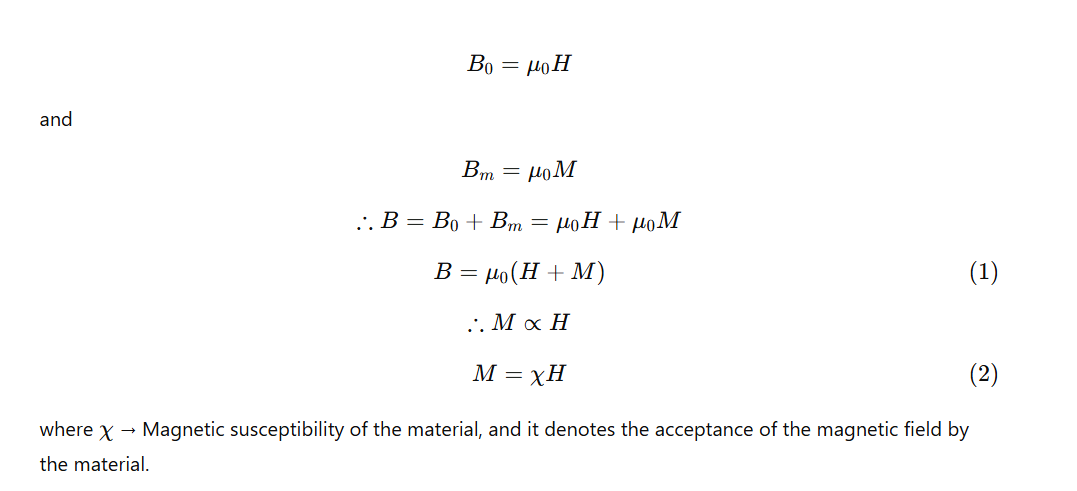 B₀ = μ₀H
and
Bₘ = μ₀M
∴ B = B₀ + Bₘ = μ₀H + μ₀M
B = μ₀(H + M) (1)
∴ M ∝ H
M = χH (2)
where χ → Magnetic susceptibility of the material, and it denotes the acceptance of the magnetic field by
the material.